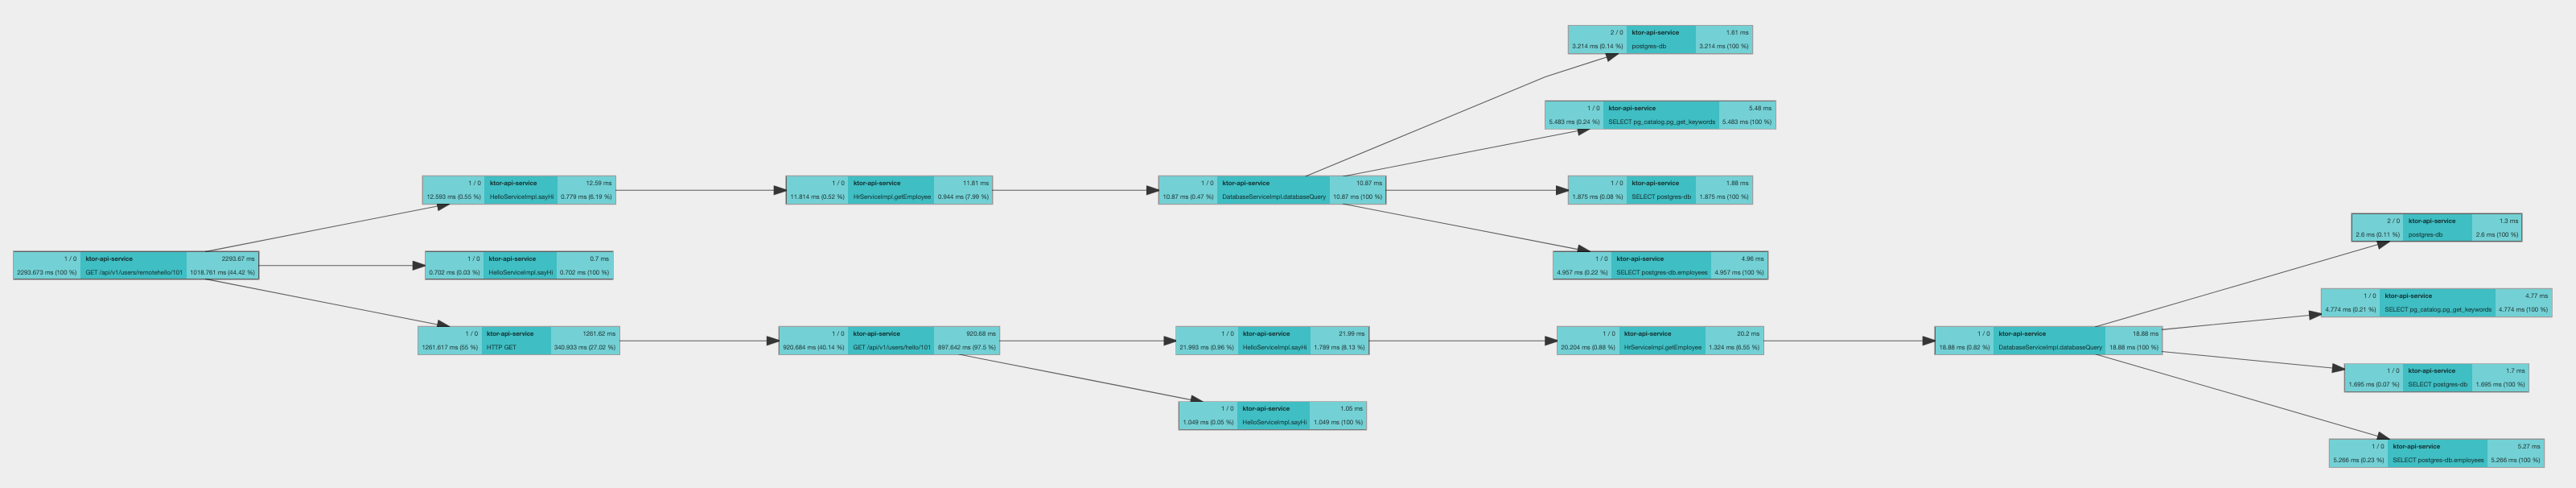 2 / 0 ktor-api-service 1.61 ms
3.214 ms (0.14 %) postgres-db 3.214 ms (100 %)
1 / 0 ktor-api-service 5.48 ms
5.483 ms (0.24 %) SELECT pg_catalog.pg_get_keywords 5.483 ms (100 %)
1 / 0 ktor-api-service 12.59 ms
12.593 ms (0.55 %) HelloServiceImpl.sayHi 0.779 ms (6.19 %)
1 / 0 ktor-api-service 11.81 ms
11.814 ms (0.52 %) HrServiceImpl.getEmployee 0.944 ms (7.99 %)
1 / 0 ktor-api-service 10.87 ms
10.87 ms (0.47 %) DatabaseServiceImpl.databaseQuery 10.87 ms (100 %)
1 / 0 ktor-api-service 1.88 ms
1.875 ms (0.08 %) SELECT postgres-db 1.875 ms (100 %)
2 / 0 ktor-api-service 1.3 ms
2.6 ms (0.11 %) postgres-db 2.6 ms (100 %)
1 / 0 ktor-api-service 2293.67 ms
2293.673 ms (100 %) GET /api/v1/users/remotehello/101 1018.761 ms (44.42 %)
1 / 0 ktor-api-service 0.7 ms
0.702 ms (0.03 %) HelloServiceImpl.sayHi 0.702 ms (100 %)
1 / 0 ktor-api-service 4.96 ms
4.957 ms (0.22 %) SELECT postgres-db.employees 4.957 ms (100 %)
1 / 0 ktor-api-service 4.77 ms
4.774 ms (0.21 %) SELECT pg_catalog.pg_get_keywords 4.774 ms (100 %)
1 / 0 ktor-api-service 1261.62 ms
1261.617 ms (55 %) HTTP GET 340.933 ms (27.02 %)
1 / 0 ktor-api-service 920.68 ms
920.684 ms (40.14 %) GET /api/v1/users/hello/101 897.642 ms (97.5 %)
1 / 0 ktor-api-service 21.99 ms
21.993 ms (0.96 %) HelloServiceImpl.sayHi 1.789 ms (8.13 %)
1 / 0 ktor-api-service 20.2 ms
20.204 ms (0.88 %) HrServiceImpl.getEmployee 1.324 ms (6.55 %)
1 / 0 ktor-api-service 18.88 ms
18.88 ms (0.82 %) DatabaseServiceImpl.databaseQuery 18.88 ms (100 %)
1 / 0 ktor-api-service 1.7 ms
1.695 ms (0.07 %) SELECT postgres-db 1.695 ms (100 %)
1 / 0 ktor-api-service 1.05 ms
1.049 ms (0.05 %) HelloServiceImpl.sayHi 1.049 ms (100 %)
1 / 0 ktor-api-service 5.27 ms
5.266 ms (0.23 %) SELECT postgres-db.employees 5.266 ms (100 %)